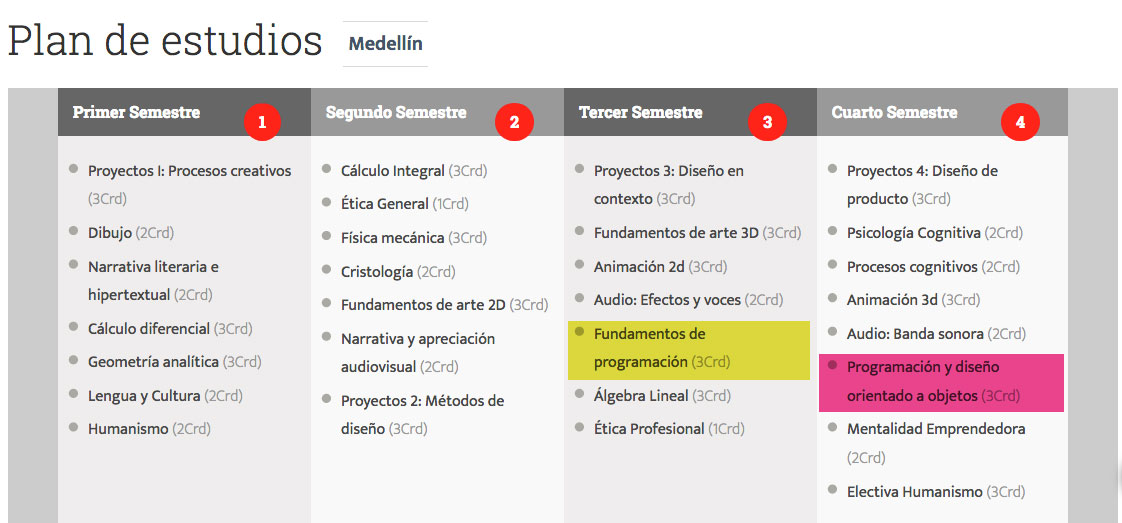 Plan de estudios Medellín
Primer Semestre 1
Proyectos I: Procesos creativos
(3Crd)
Dibujo (2Crd)
Narrativa literaria e
hipertextual (2Crd)
Cálculo diferencial (3Crd)
Geometría analítica (3Crd)
Lengua y Cultura (2Crd)
Humanismo (2Crd)
Segundo Semestre 2
Cálculo Integral (3Crd)
Ética General (1Crd)
Física mecánica (3Crd)
Cristología (2Crd)
Fundamentos de arte 2D (3Crd)
Narrativa y apreciación
audiovisual (2Crd)
Proyectos 2: Métodos de
diseño (3Crd)
Tercer Semestre 3
Proyectos 3: Diseño en
contexto (3Crd)
Fundamentos de arte 3D (3Crd)
Animación 2d (3Crd)
Audio: Efectos y voces (2Crd)
Fundamentos de
programación (3Crd)
Álgebra Lineal (3Crd)
Ética Profesional (1Crd)
Cuarto Semestre 4
Proyectos 4: Diseño de
producto (3Crd)
Psicología Cognitiva (2Crd)
Procesos cognitivos (2Crd)
Animación 3d (3Crd)
Audio: Banda sonora (2Crd)
Programación y diseño
orientado a objetos (3Crd)
Mentalidad Emprendedora
(2Crd)
Electiva Humanismo (3Crd)